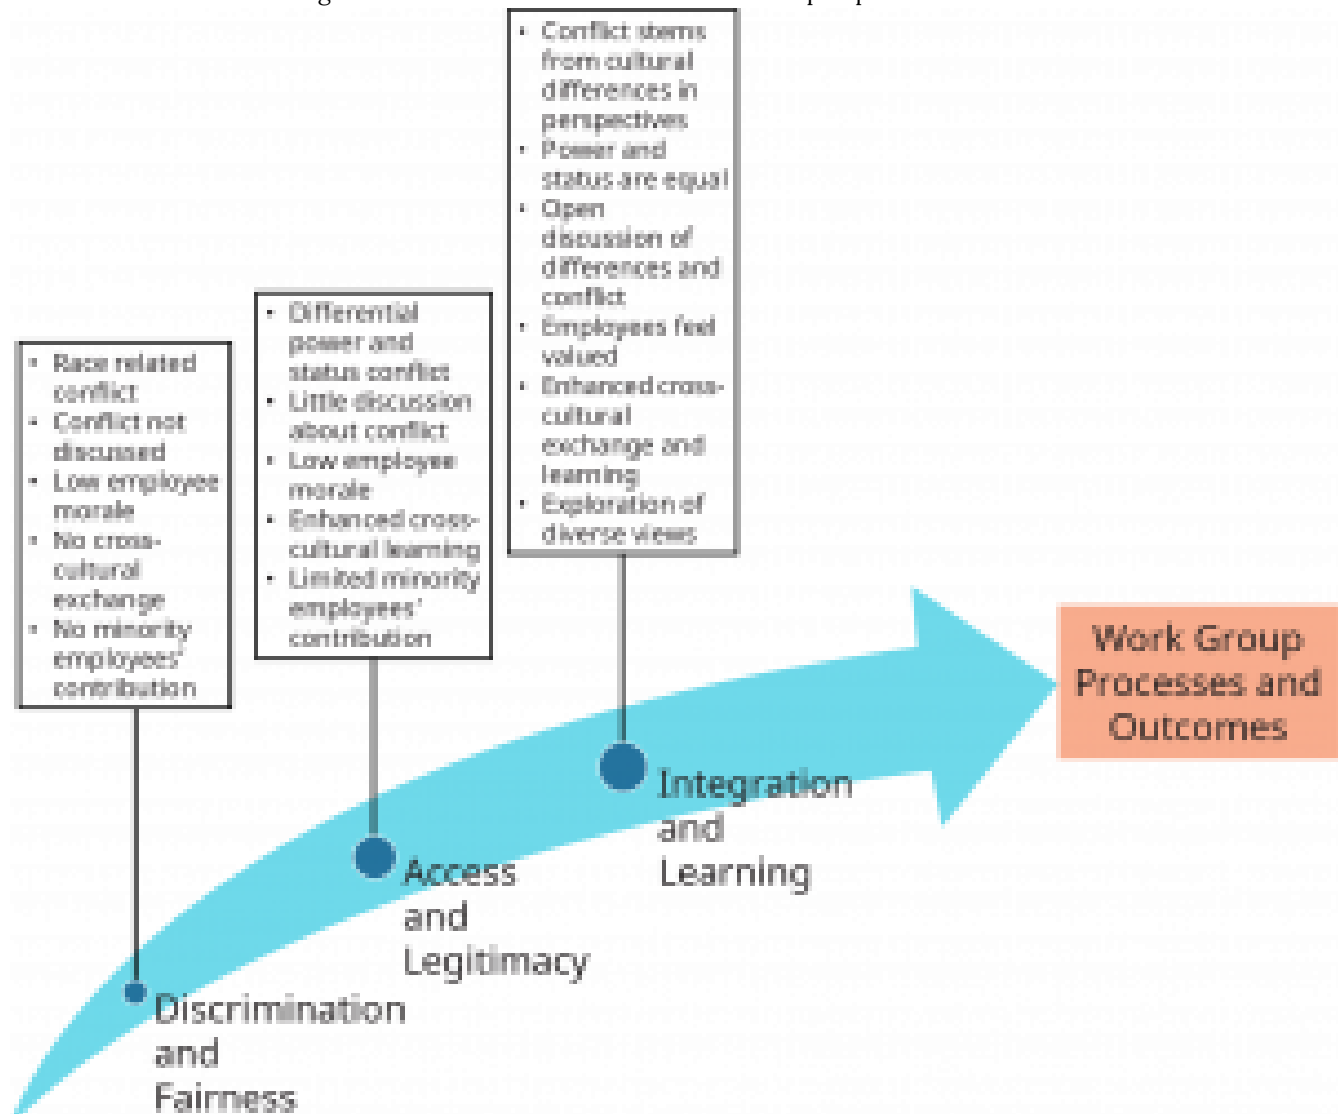 • Conflict stems
from cultural
differences in
perspectives
• Power and
status are equal
• Open
discussion of
differences and
conflict
• Employees feel
valued
• Enhanced cross-
cultural
exchange and
learning
• Exploration of
diverse views
• Differential
power and
status conflict
• Little discussion
about conflict
• Low employee
morale
• Enhanced cross-
cultural learning
• Limited minority
employees'
contribution
• Race related
conflict
• Conflict not
discussed
• Low employee
morale
• No cross-
cultural
exchange
• No minority
employees'
contribution
Work Group
Processes and
Outcomes
Integration
and
Learning
Access
and
Legitimacy
Discrimination
and
Fairness